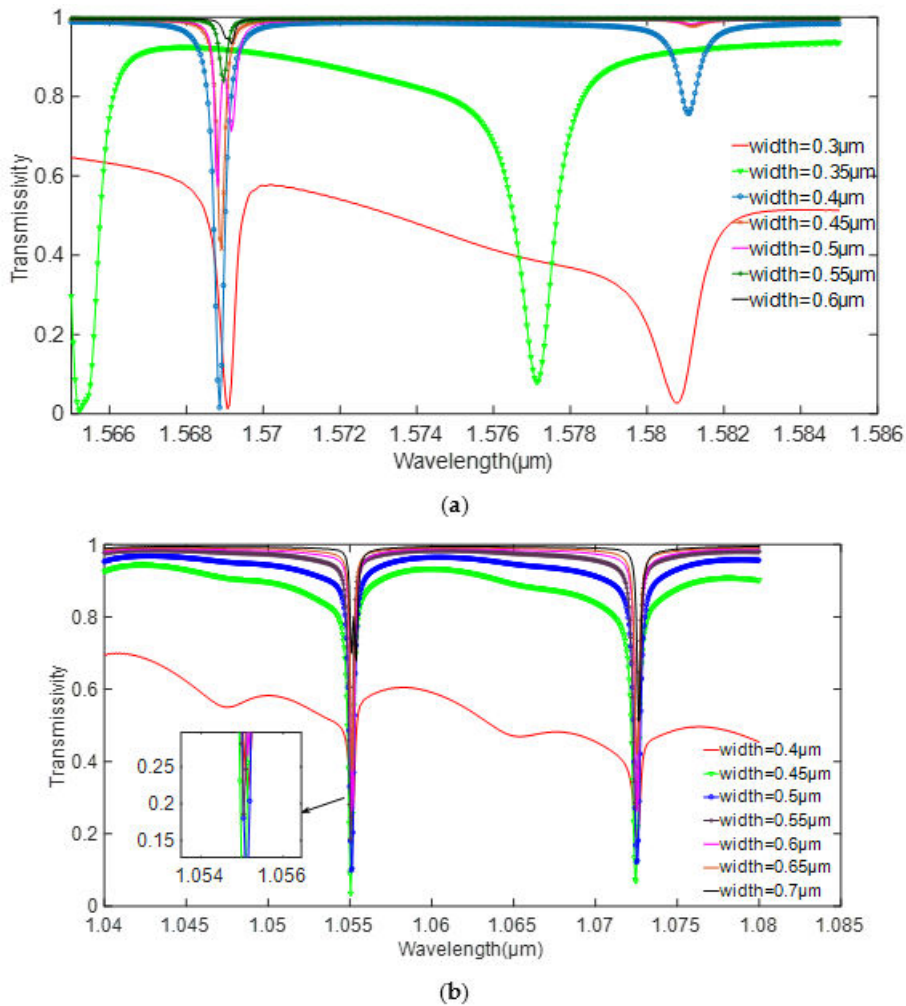 1
0.8
0.6
0.4
0.2
0
Transmissivity
width=0.3μm
width=0.35μm
width=0.4μm
width=0.45μm
width=0.5μm
width=0.55μm
width=0.6μm
1.566 1.568 1.57 1.572 1.574 1.576 1.578 1.58 1.582 1.584 1.586
Wavelength(μm)
(a)
1
0.8
0.6
0.4
0.2
0
Transmissivity
0.25
0.2
0.15
1.054 1.056
width=0.4μm
width=0.45μm
width=0.5μm
width=0.55μm
width=0.6μm
width=0.65μm
width=0.7μm
1.04 1.045 1.05 1.055 1.06 1.065 1.07 1.075 1.08 1.085
Wavelength(μm)
(b)